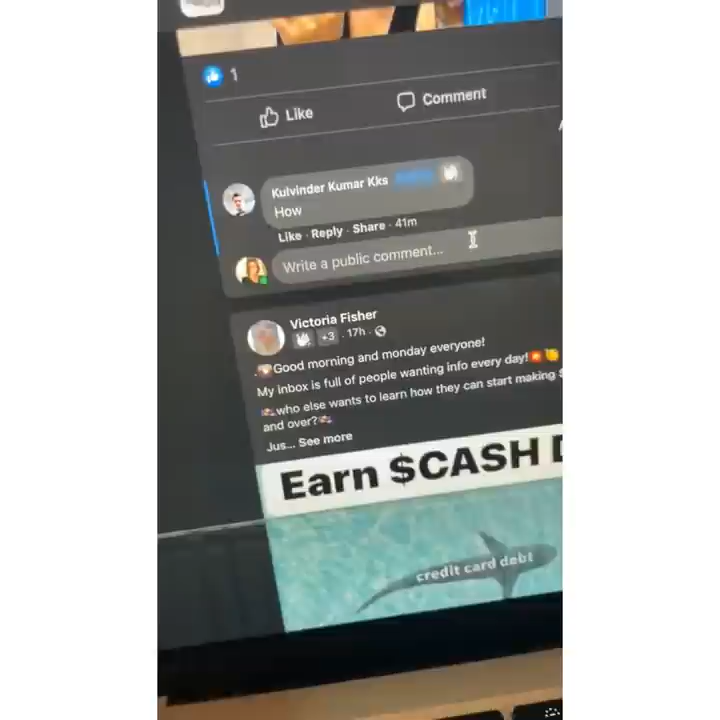 1
Like
Comment
Kulvinder Kumar Kks
How
Like · Reply · Share · 41m
Write a public comment...
Victoria Fisher
+3 · 17h ·
Good morning and monday everyone!
My inbox is full of people wanting info every day!
who else wants to learn how they can start making $
and over?
Jus... See more
Earn $CASH
credit card debt